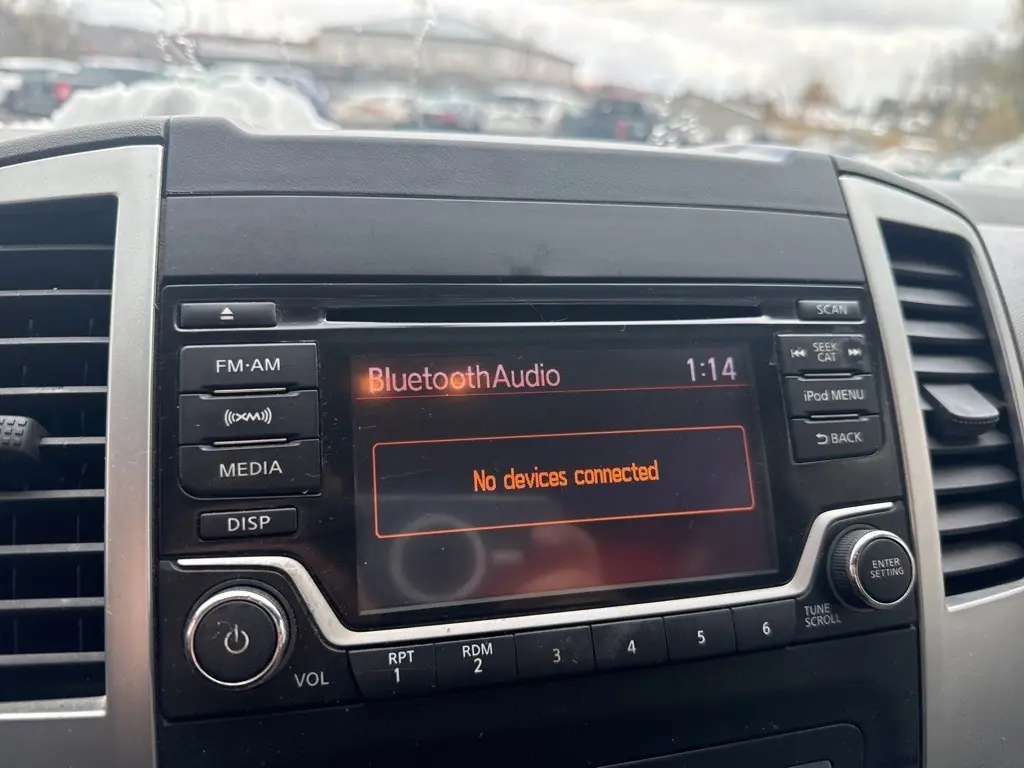 SCAN
FM·AM
SEEK
CAT
BluetoothAudio 1:14
XM
iPod MENU
MEDIA
BACK
No devices connected
DISP
ENTER
SETTING
TUNE
SCROLL
VOL
RPT
1
RDM
2
3
4
5
6